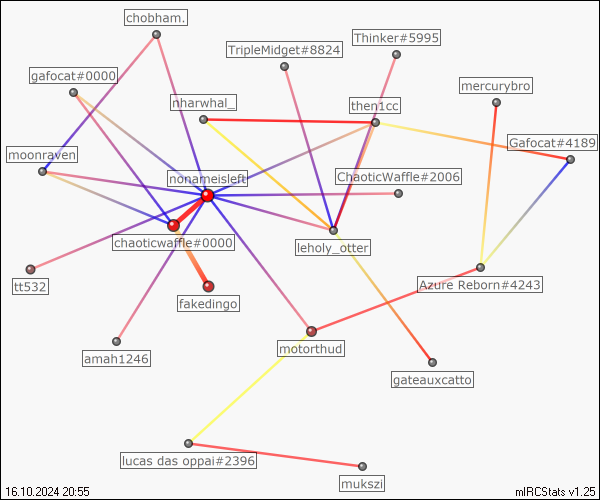 chobham.
Thinker#5995
TripleMidget#8824
gafocat#0000
mercurybro
nharwhal_
then1cc
Gafocat#4189
moonraven
nonameisleft
ChaoticWaffle#2006
chaoticwaffle#0000
leholy_otter
tt532
Azure Reborn#4243
fakedingo
amah1246
motorthud
gateauxcatto
lucas das oppai#2396
mukszi
16.10.2024 20:55
mIRCStats v1.25